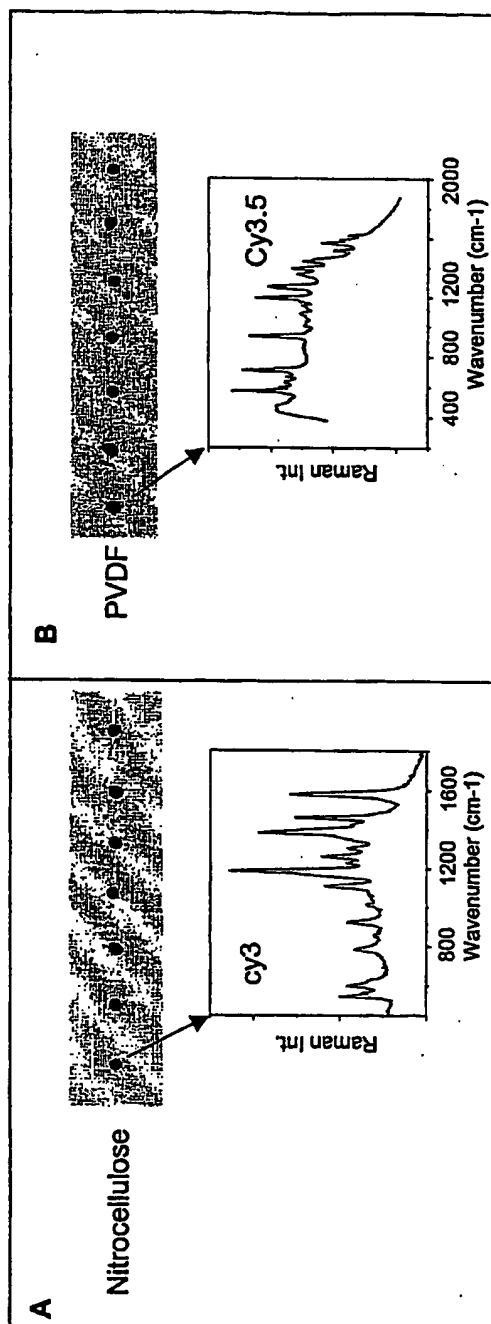 A
Nitrocellulose
cy3
Raman Int.
800 1200 1600
Wavenumber (cm-1)
B
PVDF
Cy3.5
Raman Int.
400 800 1200 2000
Wavenumber (cm-1)